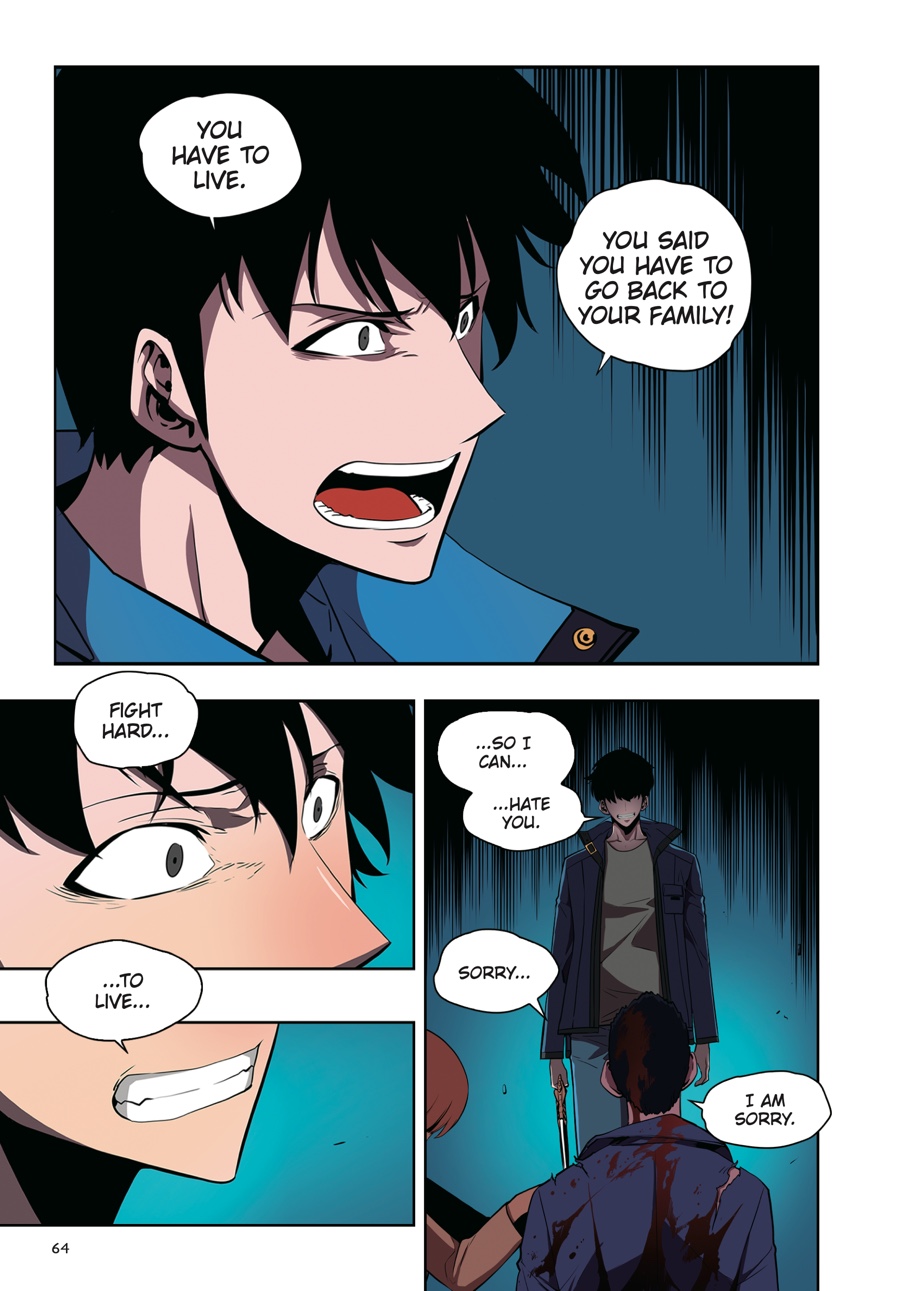 YOU
HAVE TO
LIVE.
YOU SAID
YOU HAVE TO
GO BACK TO
YOUR FAMILY!
FIGHT
HARD...
...TO
LIVE...
...SO I
CAN...
...HATE
YOU.
SORRY...
I AM
SORRY.
64